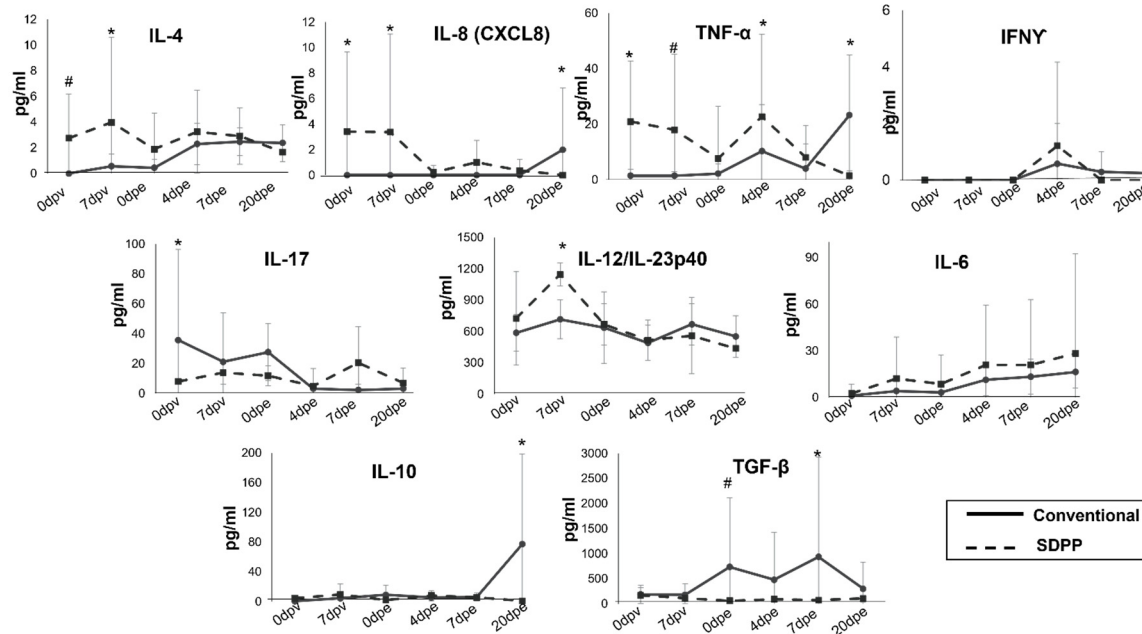 IL-4
12
10
8
6
4
2
0
pg/ml
#
*
0dpv
7dpv
0dpe
4dpe
7dpe
20dpe
IL-8 (CXCL8)
12
10
8
6
4
2
0
pg/ml
*
*
*
0dpv
7dpv
0dpe
4dpe
7dpe
20dpe
TNF-α
60
40
20
0
pg/ml
*
#
*
*
0dpv
7dpv
0dpe
4dpe
7dpe
20dpe
IFNϒ
6
4
2
0
pg/ml
0dpv
7dpv
0dpe
4dpe
7dpe
20dpe
IL-17
100
80
60
40
20
0
pg/ml
*
0dpv
7dpv
0dpe
4dpe
7dpe
20dpe
IL-12/IL-23p40
1500
1200
900
600
300
0
pg/ml
*
0dpv
7dpv
0dpe
4dpe
7dpe
20dpe
IL-6
90
60
30
0
pg/ml
0dpv
7dpv
0dpe
4dpe
7dpe
20dpe
IL-10
200
160
120
80
40
0
pg/ml
*
0dpv
7dpv
0dpe
4dpe
7dpe
20dpe
TGF-β
3000
2500
2000
1500
1000
500
0
pg/ml
#
*
0dpv
7dpv
0dpe
4dpe
7dpe
20dpe
Conventional
SDPP